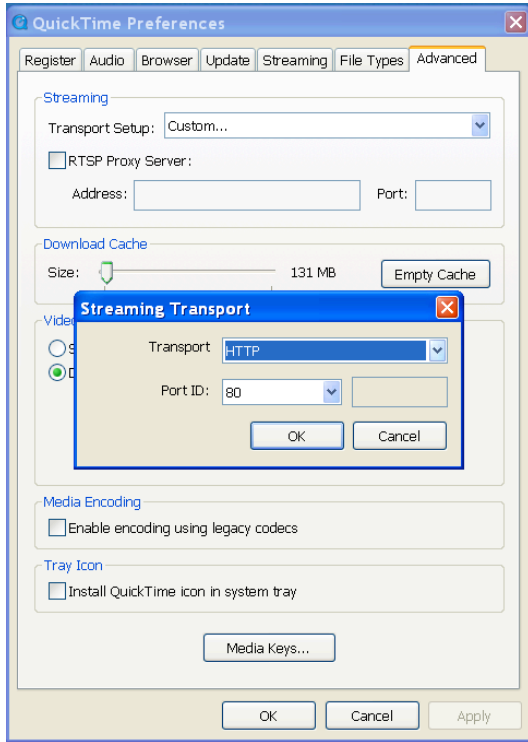 QuickTime Preferences
Register Audio Browser Update Streaming File Types Advanced
Streaming
Transport Setup: Custom...
RTSP Proxy Server:
Address: Port:
Download Cache
Size: 131 MB Empty Cache
Streaming Transport
Video
S
D
Transport HTTP
Port ID: 80
OK Cancel
Media Encoding
Enable encoding using legacy codecs
Tray Icon
Install QuickTime icon in system tray
Media Keys...
OK Cancel Apply